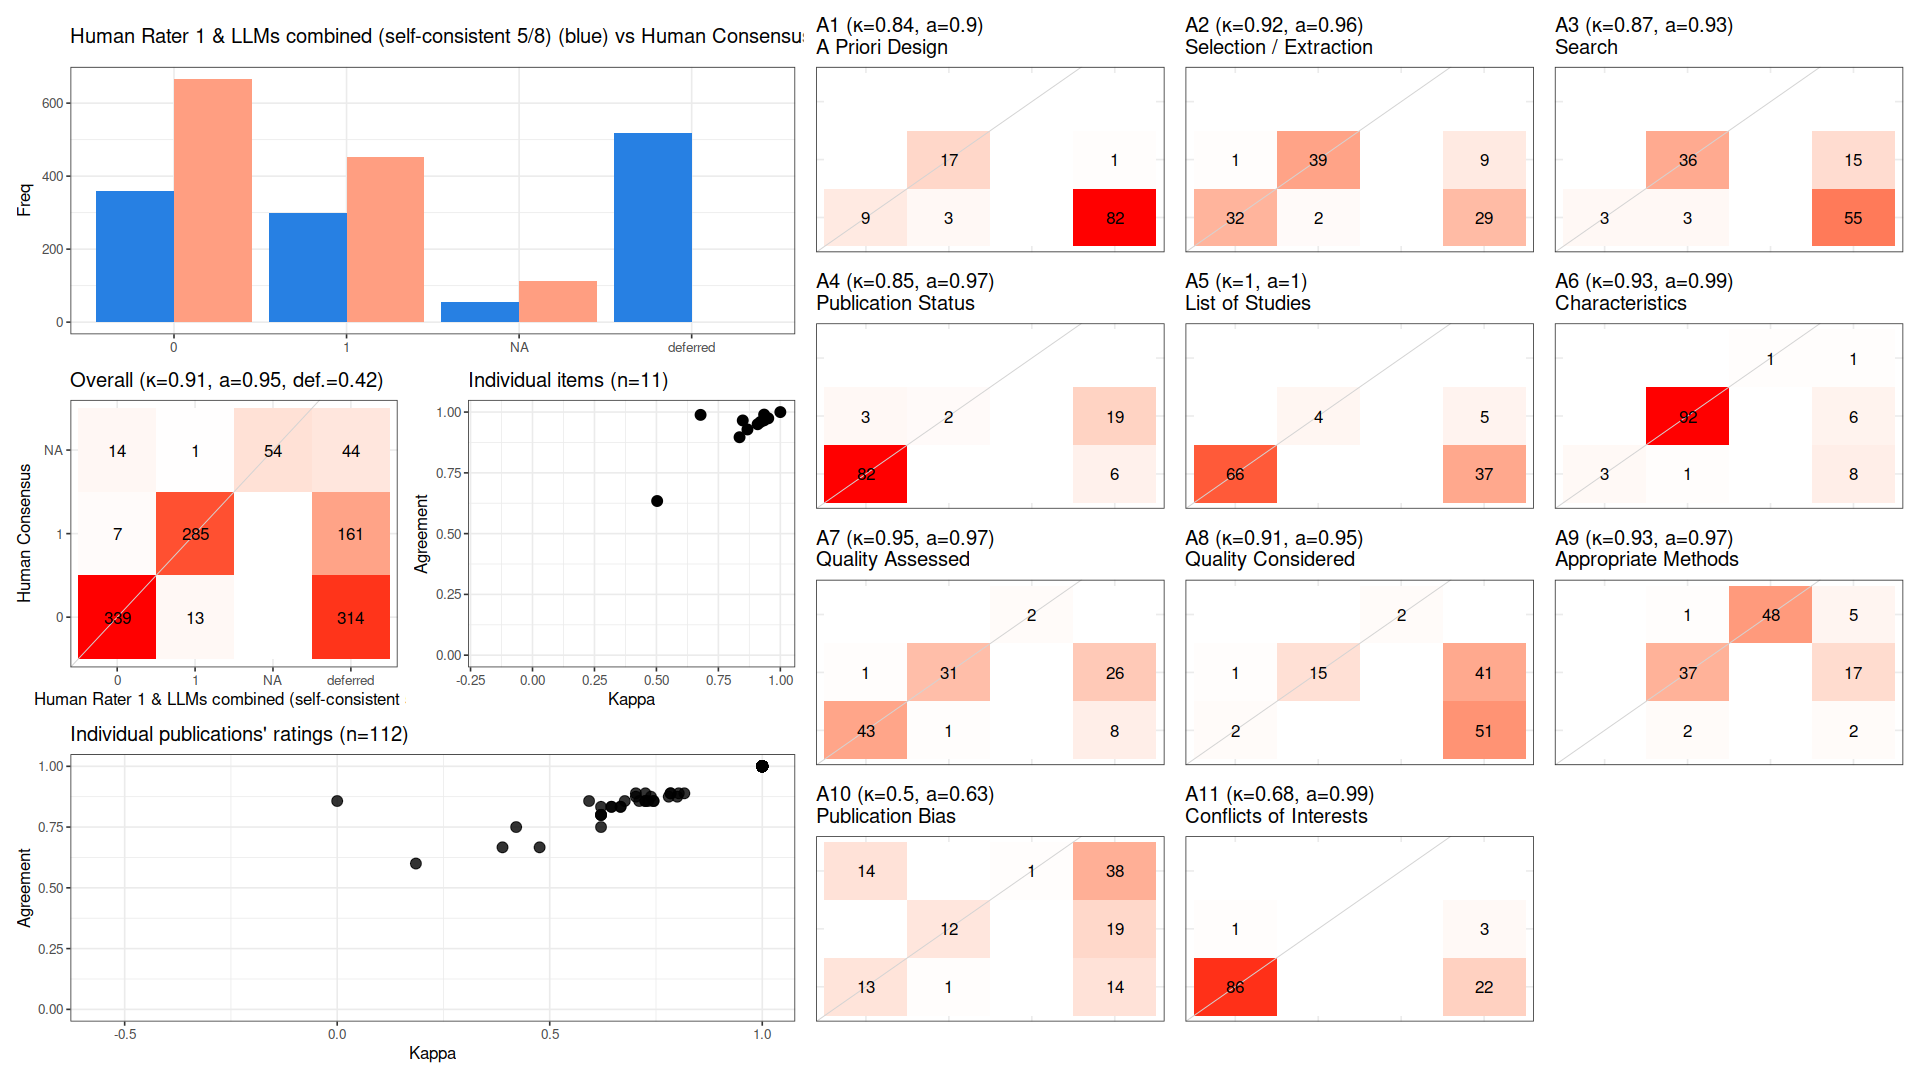 Human Rater 1 & LLMs combined (self-consistent 5/8) (blue) vs Human Consensus
Freq
600
400
200
0
0 1 NA deferred
Overall (κ=0.91, a=0.95, def.=0.42)
Human Consensus
NA
1
0
14 1 54 44
7 285 161
339 13 314
0 1 NA deferred
Human Rater 1 & LLMs combined (self-consistent
Individual items (n=11)
Agreement
1.00
0.75
0.50
0.25
0.00
-0.25 0.00 0.25 0.50 0.75 1.00
Kappa
Individual publications' ratings (n=112)
Agreement
1.00
0.75
0.50
0.25
0.00
-0.5 0.0 0.5 1.0
Kappa
A1 (κ=0.84, a=0.9)
A Priori Design
17 1
9 3 82
A2 (κ=0.92, a=0.96)
Selection / Extraction
1 39 9
32 2 29
A3 (κ=0.87, a=0.93)
Search
36 15
3 3 55
A4 (κ=0.85, a=0.97)
Publication Status
3 2 19
82 6
A5 (κ=1, a=1)
List of Studies
4 5
66 37
A6 (κ=0.93, a=0.99)
Characteristics
1 1
92 6
3 1 8
A7 (κ=0.95, a=0.97)
Quality Assessed
2
1 31 26
43 1 8
A8 (κ=0.91, a=0.95)
Quality Considered
2
1 15 41
2 51
A9 (κ=0.93, a=0.97)
Appropriate Methods
1 48 5
37 17
2 2
A10 (κ=0.5, a=0.63)
Publication Bias
14 1 38
12 19
13 1 14
A11 (κ=0.68, a=0.99)
Conflicts of Interests
1 3
86 22